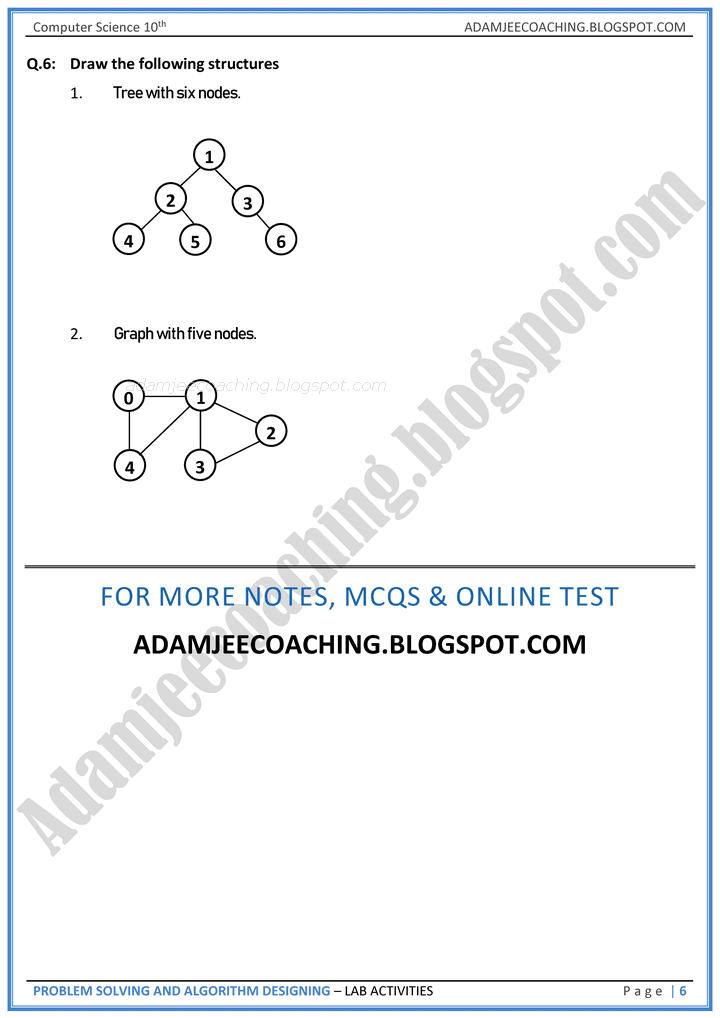 Computer Science 10th
ADAMJEECOACHING.BLOGSPOT.COM
Q.6: Draw the following structures
1. Tree with six nodes.
1
2 3
4 5 6
2. Graph with five nodes.
adamjeecoaching.blogspot.com
0 1
2
4 3
Adamjeecoaching.blogspot.com
FOR MORE NOTES, MCQS & ONLINE TEST
ADAMJEECOACHING.BLOGSPOT.COM
PROBLEM SOLVING AND ALGORITHM DESIGNING – LAB ACTIVITIES
Page | 6